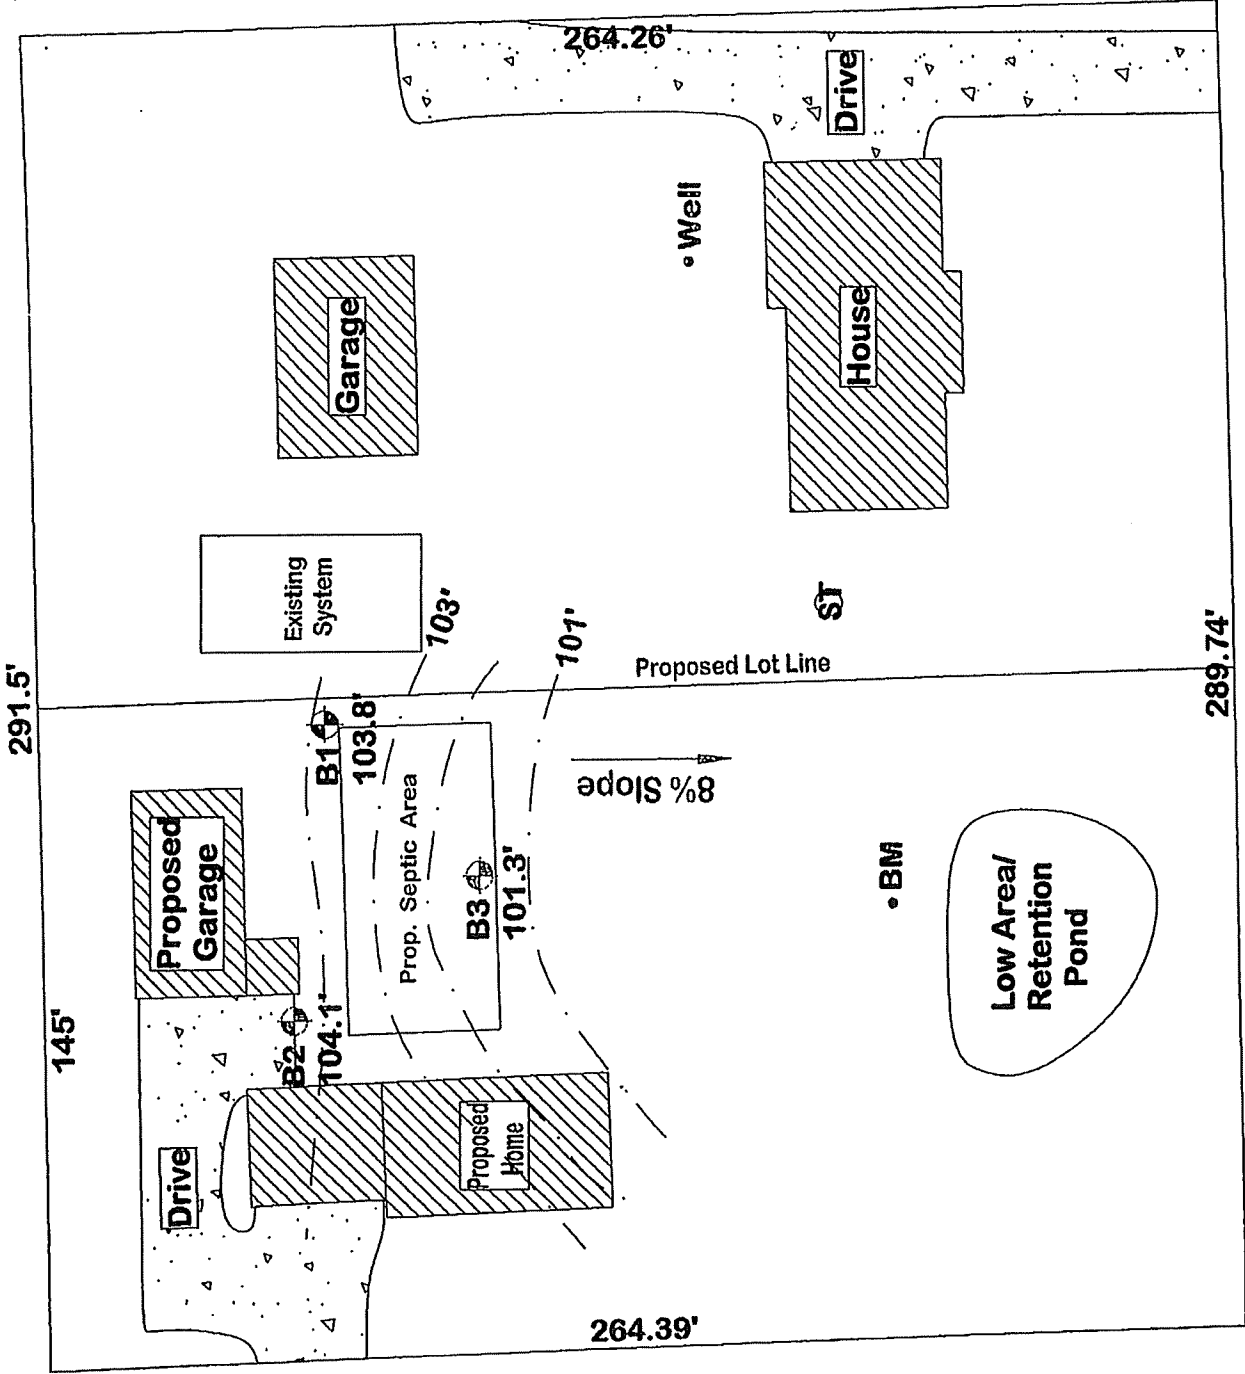 264.26'
Drive
Well
Garage
House
Existing
System
103'
101'
ST
Proposed Lot Line
291.5'
289.74'
B1
103.8'
8% Slope
Proposed
Garage
Prop. Septic Area
B3
101.3'
BM
Low Area/
Retention
Pond
145'
B2
104.1'
Proposed
Home
Drive
264.39'